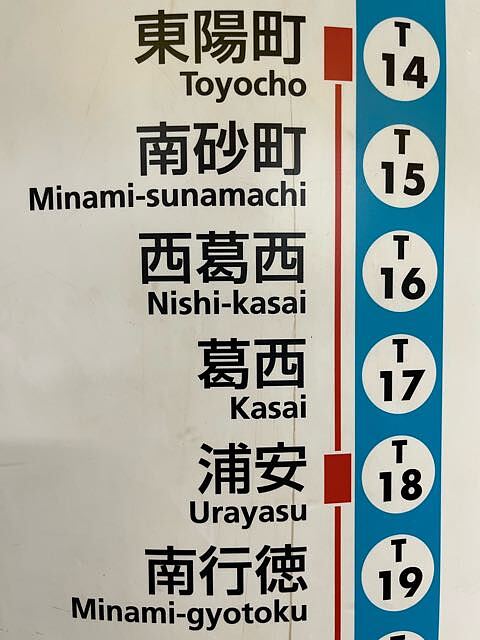 東陽町
Toyocho
T
14
南砂町
Minami-sunamachi
T
15
西葛西
Nishi-kasai
T
16
葛西
Kasai
T
17
浦安
Urayasu
T
18
南行徳
Minami-gyotoku
T
19